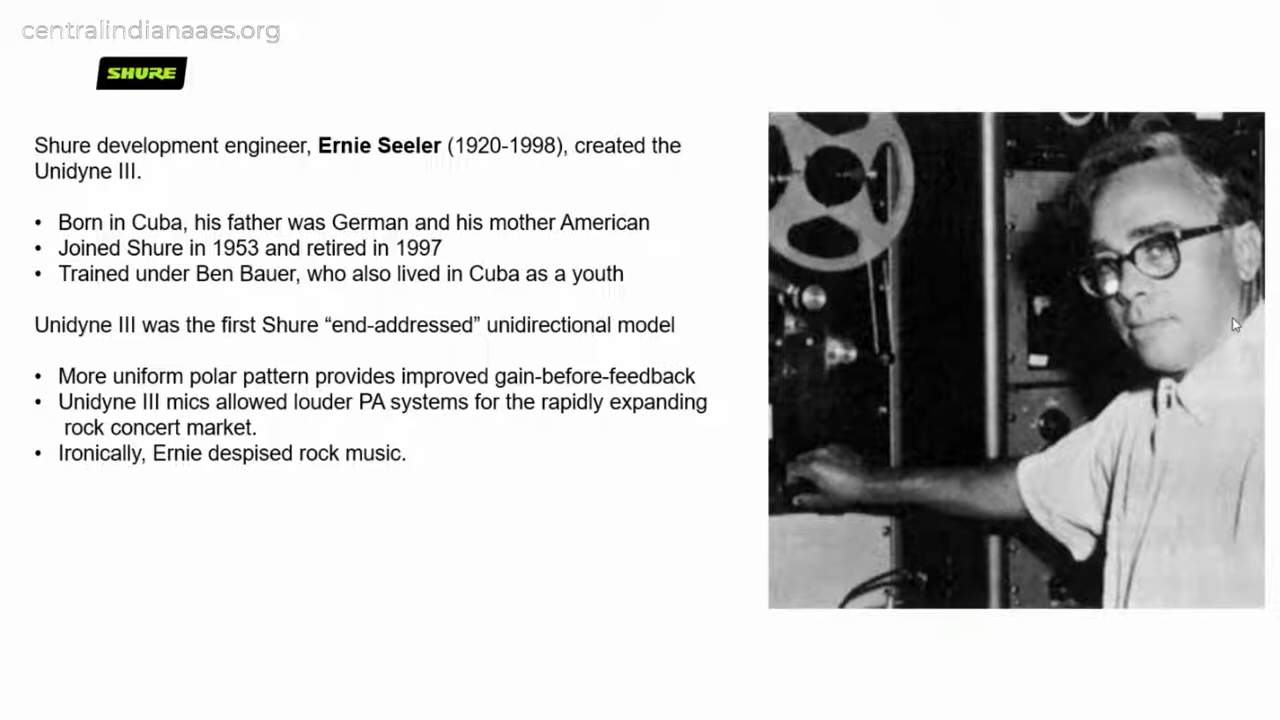 centralindianaaes.org
SHURE
Shure development engineer, Ernie Seeler (1920-1998), created the
Unidyne III.
• Born in Cuba, his father was German and his mother American
• Joined Shure in 1953 and retired in 1997
• Trained under Ben Bauer, who also lived in Cuba as a youth
Unidyne III was the first Shure “end-addressed” unidirectional model
• More uniform polar pattern provides improved gain-before-feedback
• Unidyne III mics allowed louder PA systems for the rapidly expanding
rock concert market.
• Ironically, Ernie despised rock music.